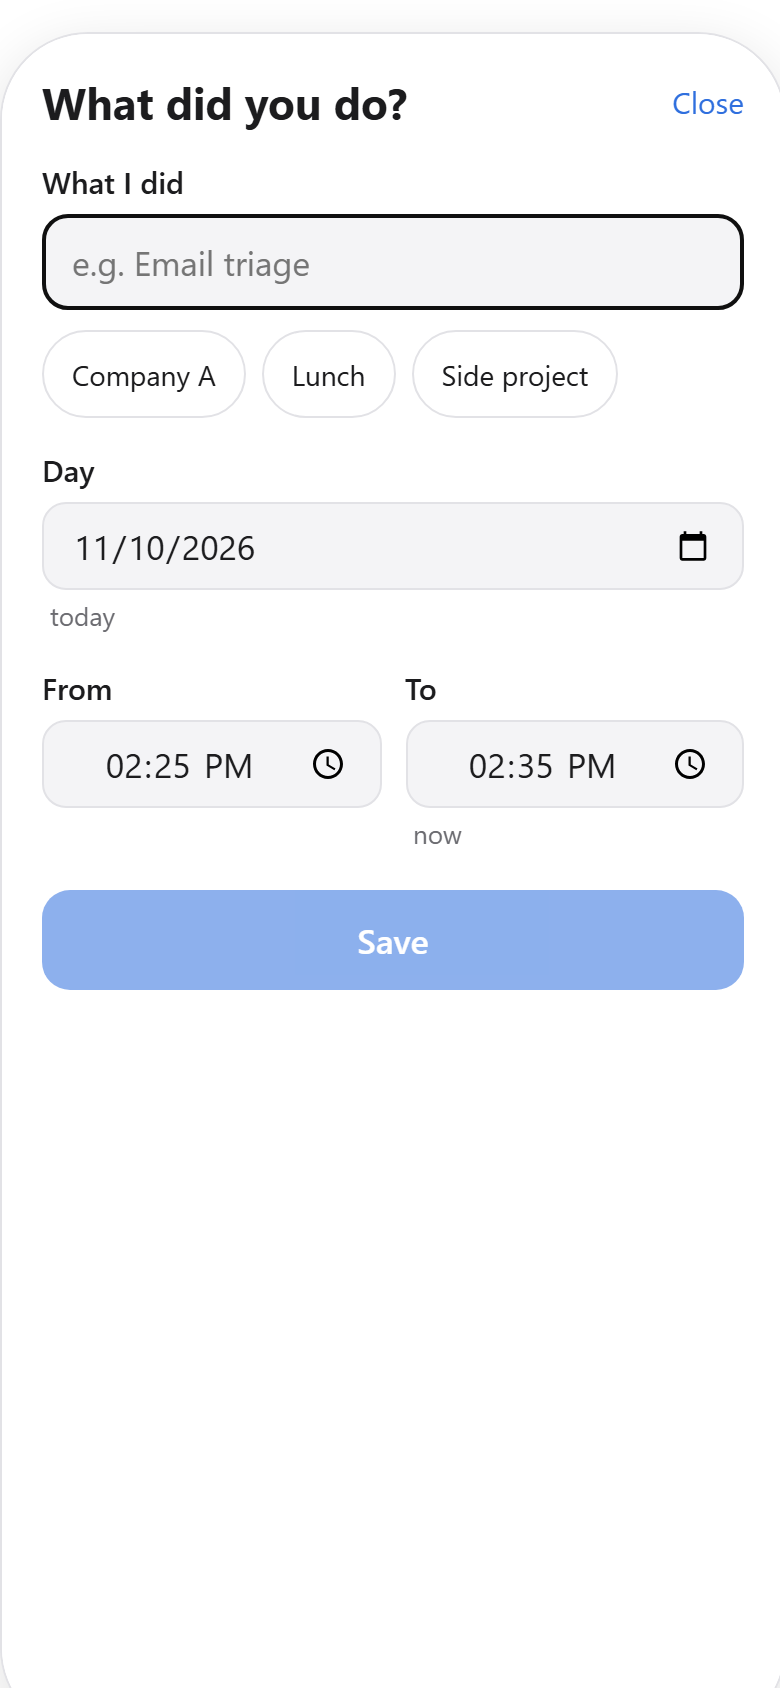 What did you do? Close
What I did
e.g. Email triage
Company A Lunch Side project
Day
11/10/2026
today
From To
02:25 PM 02:35 PM
now
Save